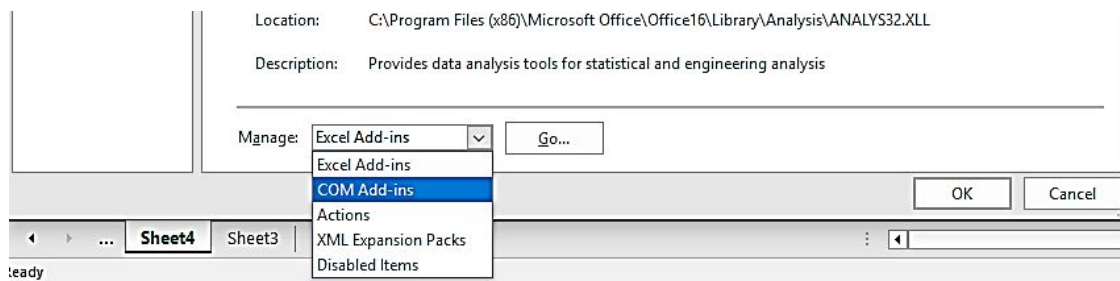 Location: C:\Program Files (x86)\Microsoft Office\Office16\Library\Analysis\ANALYS32.XLL
Description: Provides data analysis tools for statistical and engineering analysis
Manage: Excel Add-ins Go...
Excel Add-ins
COM Add-ins
OK Cancel
Actions
... Sheet4 Sheet3
XML Expansion Packs
Disabled Items
eady